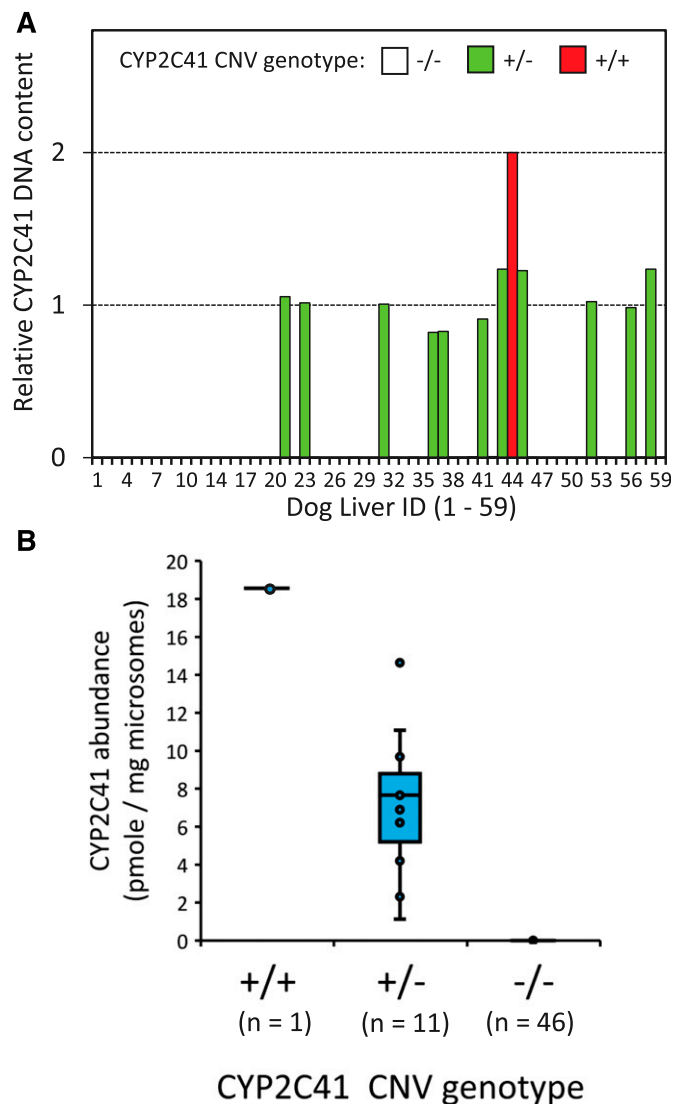 A
CYP2C41 CNV genotype: -/- +/- +/+
Relative CYP2C41 DNA content
2
1
0
1 4 7 10 14 17 20 23 26 29 32 35 38 41 44 47 50 53 56 59
Dog Liver ID (1 - 59)
B
CYP2C41 abundance
(pmole / mg microsomes)
20
18
16
14
12
10
8
6
4
2
0
+/+ +/- -/-
(n = 1) (n = 11) (n = 46)
CYP2C41 CNV genotype